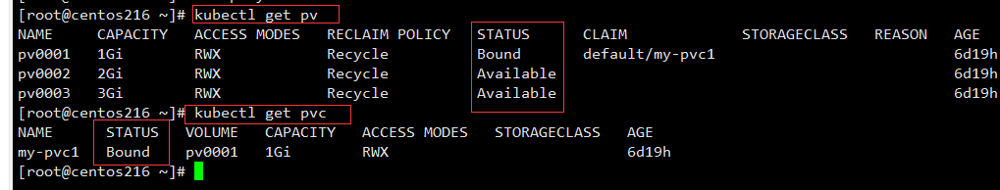 [root@centos216 ~]# kubectl get pv
NAME CAPACITY ACCESS MODES RECLAIM POLICY STATUS CLAIM STORAGECLASS REASON AGE
pv0001 1Gi RWX Recycle Bound default/my-pvc1 6d19h
pv0002 2Gi RWX Recycle Available 6d19h
pv0003 3Gi RWX Recycle Available 6d19h
[root@centos216 ~]# kubectl get pvc
NAME STATUS VOLUME CAPACITY ACCESS MODES STORAGECLASS AGE
my-pvc1 Bound pv0001 1Gi RWX 6d19h
[root@centos216 ~]#